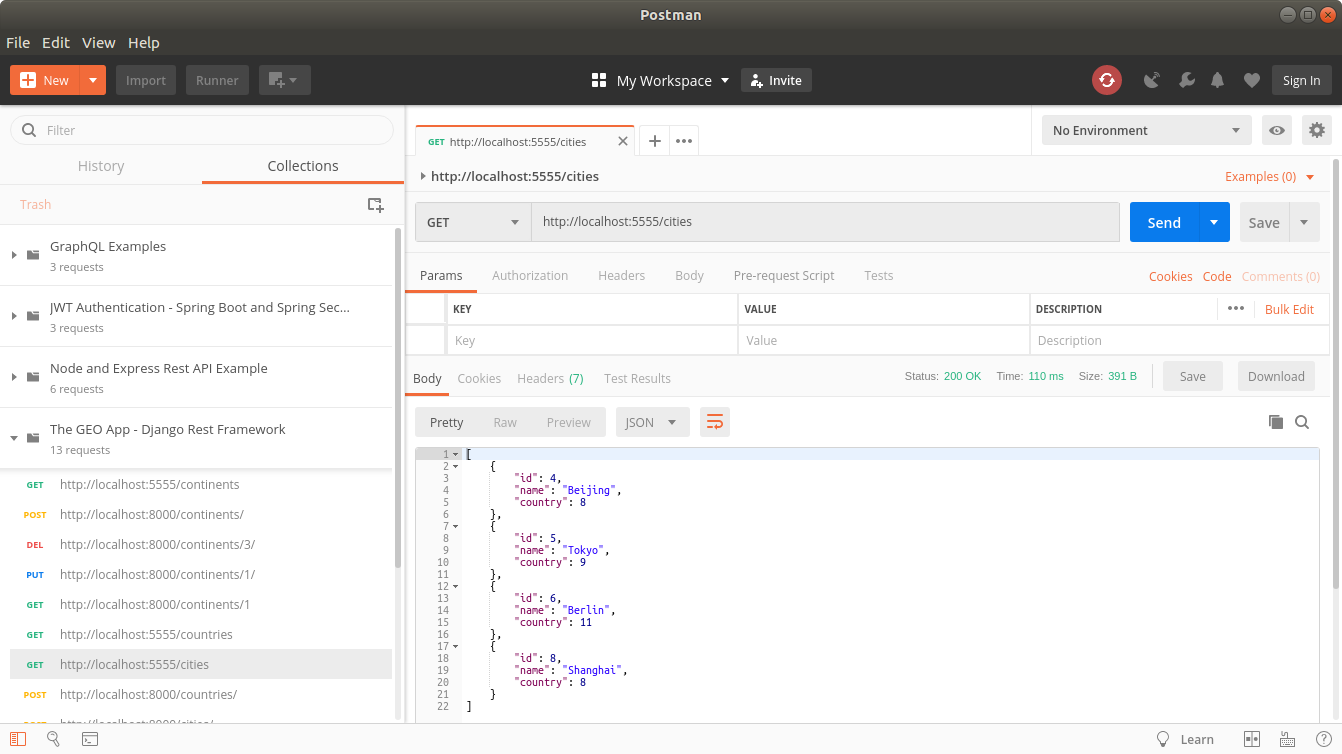 Postman
File Edit View Help
New Import Runner My Workspace Invite Sign In
Filter
History Collections
Trash
GraphQL Examples
3 requests
JWT Authentication - Spring Boot and Spring Sec...
3 requests
Node and Express Rest API Example
6 requests
The GEO App - Django Rest Framework
13 requests
GET http://localhost:5555/continents
POST http://localhost:8000/continents/
DEL http://localhost:8000/continents/3/
PUT http://localhost:8000/continents/1/
GET http://localhost:8000/continents/1
GET http://localhost:5555/countries
GET http://localhost:5555/cities
POST http://localhost:8000/countries/
POST http://localhost:8000/cities/
GET http://localhost:5555/cities
No Environment
http://localhost:5555/cities Examples (0)
GET http://localhost:5555/cities Send Save
Params Authorization Headers Body Pre-request Script Tests Cookies Code Comments (0)
KEY VALUE DESCRIPTION ••• Bulk Edit
Key Value Description
Body Cookies Headers (7) Test Results Status: 200 OK Time: 110 ms Size: 391 B Save Download
Pretty Raw Preview JSON
1 [
2 {
3 "id": 4,
4 "name": "Beijing",
5 "country": 8
6 },
7 {
8 "id": 5,
9 "name": "Tokyo",
10 "country": 9
11 },
12 {
13 "id": 6,
14 "name": "Berlin",
15 "country": 11
16 },
17 {
18 "id": 8,
19 "name": "Shanghai",
20 "country": 8
21 }
22 ]
Learn